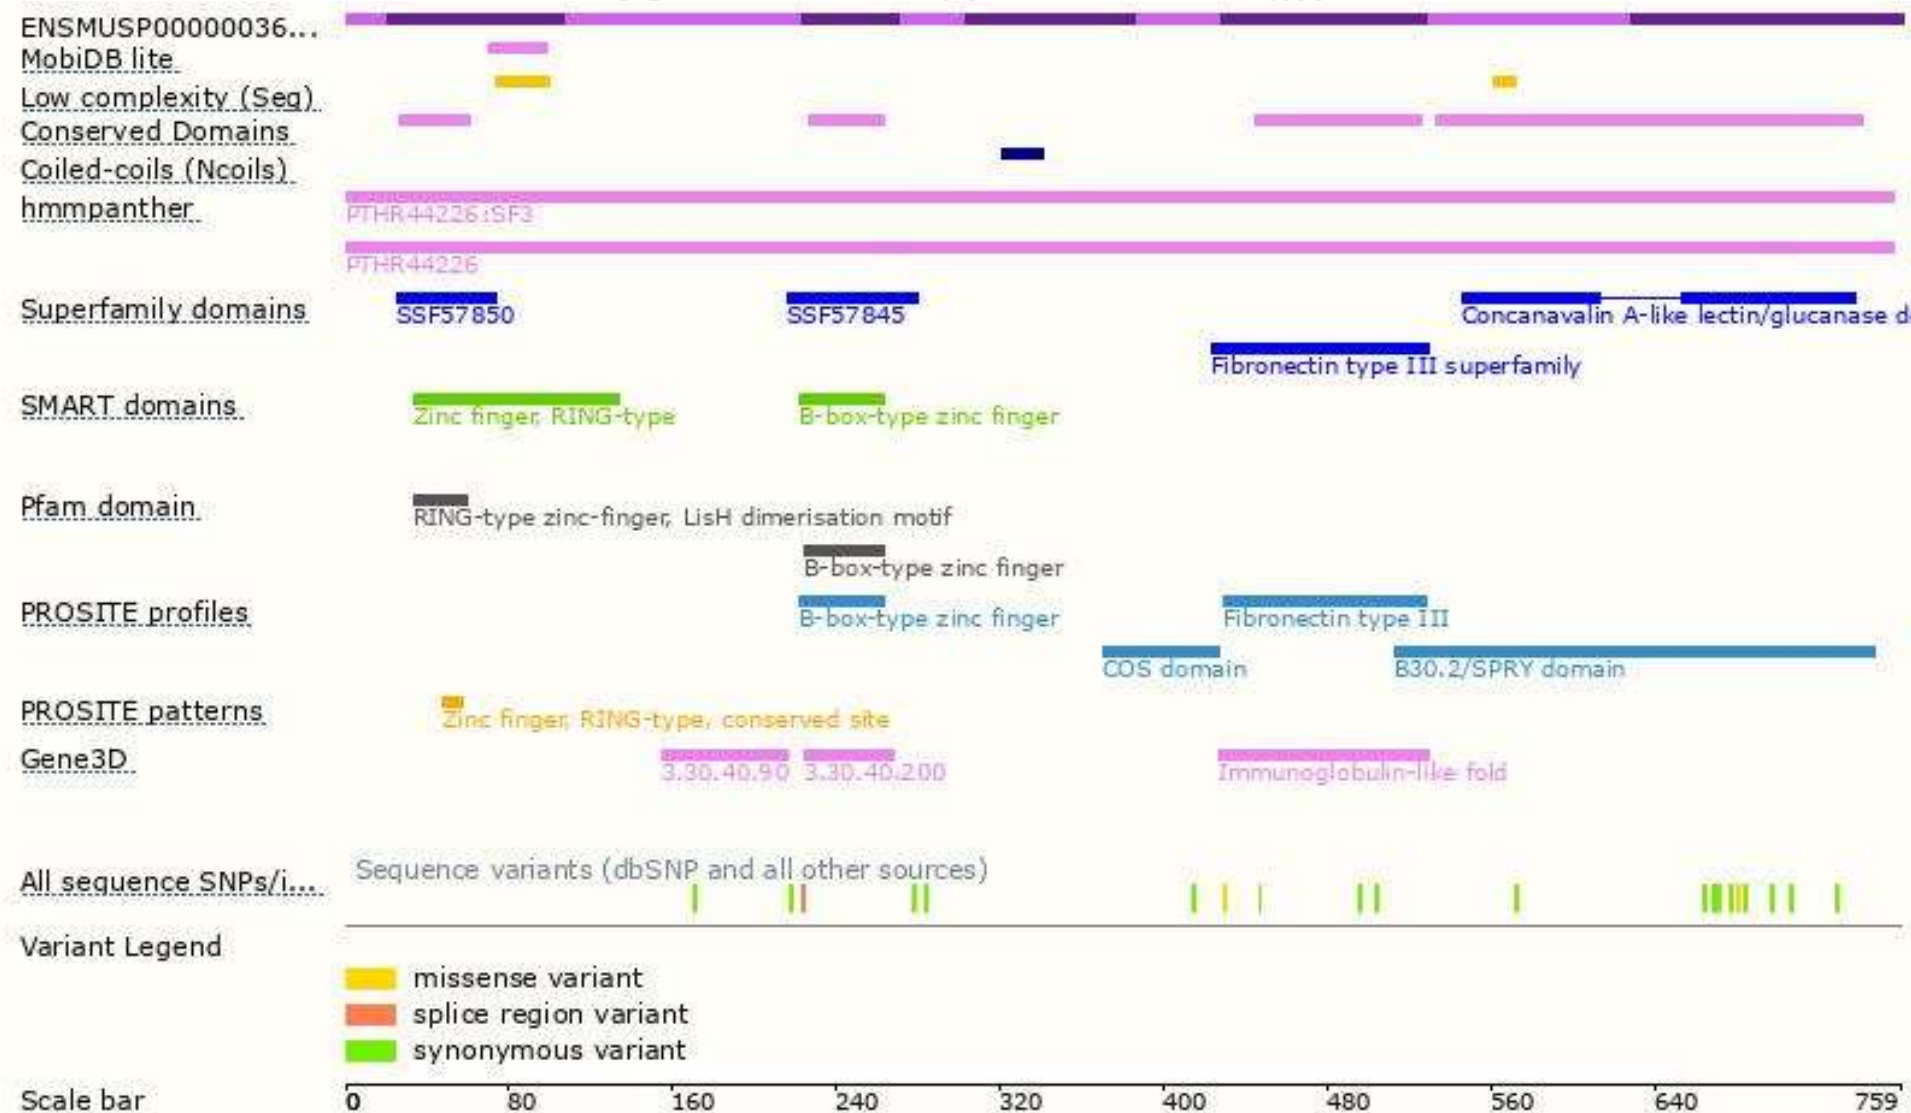 ENSMUSP00000036...
MobiDB lite
Low complexity (Seg)
Conserved Domains
Coiled-coils (Ncoils)
hmmpanther
PTHR44226:SF3
PTHR44226
Superfamily domains
SSF57850 SSF57845 Concanavalin A-like lectin/glucanase d
Fibronectin type III superfamily
SMART domains
Zinc finger, RING-type B-box-type zinc finger
Pfam domain
RING-type zinc-finger, LisH dimerisation motif
B-box-type zinc finger
PROSITE profiles
B-box-type zinc finger Fibronectin type III
COS domain B30.2/SPRY domain
PROSITE patterns
Zinc finger, RING-type, conserved site
Gene3D
3.30.40.90 3.30.40.200 Immunoglobulin-like fold
Sequence variants (dbSNP and all other sources)
All sequence SNPs/i...
Variant Legend
missense variant
splice region variant
synonymous variant
Scale bar 0 80 160 240 320 400 480 560 640 759